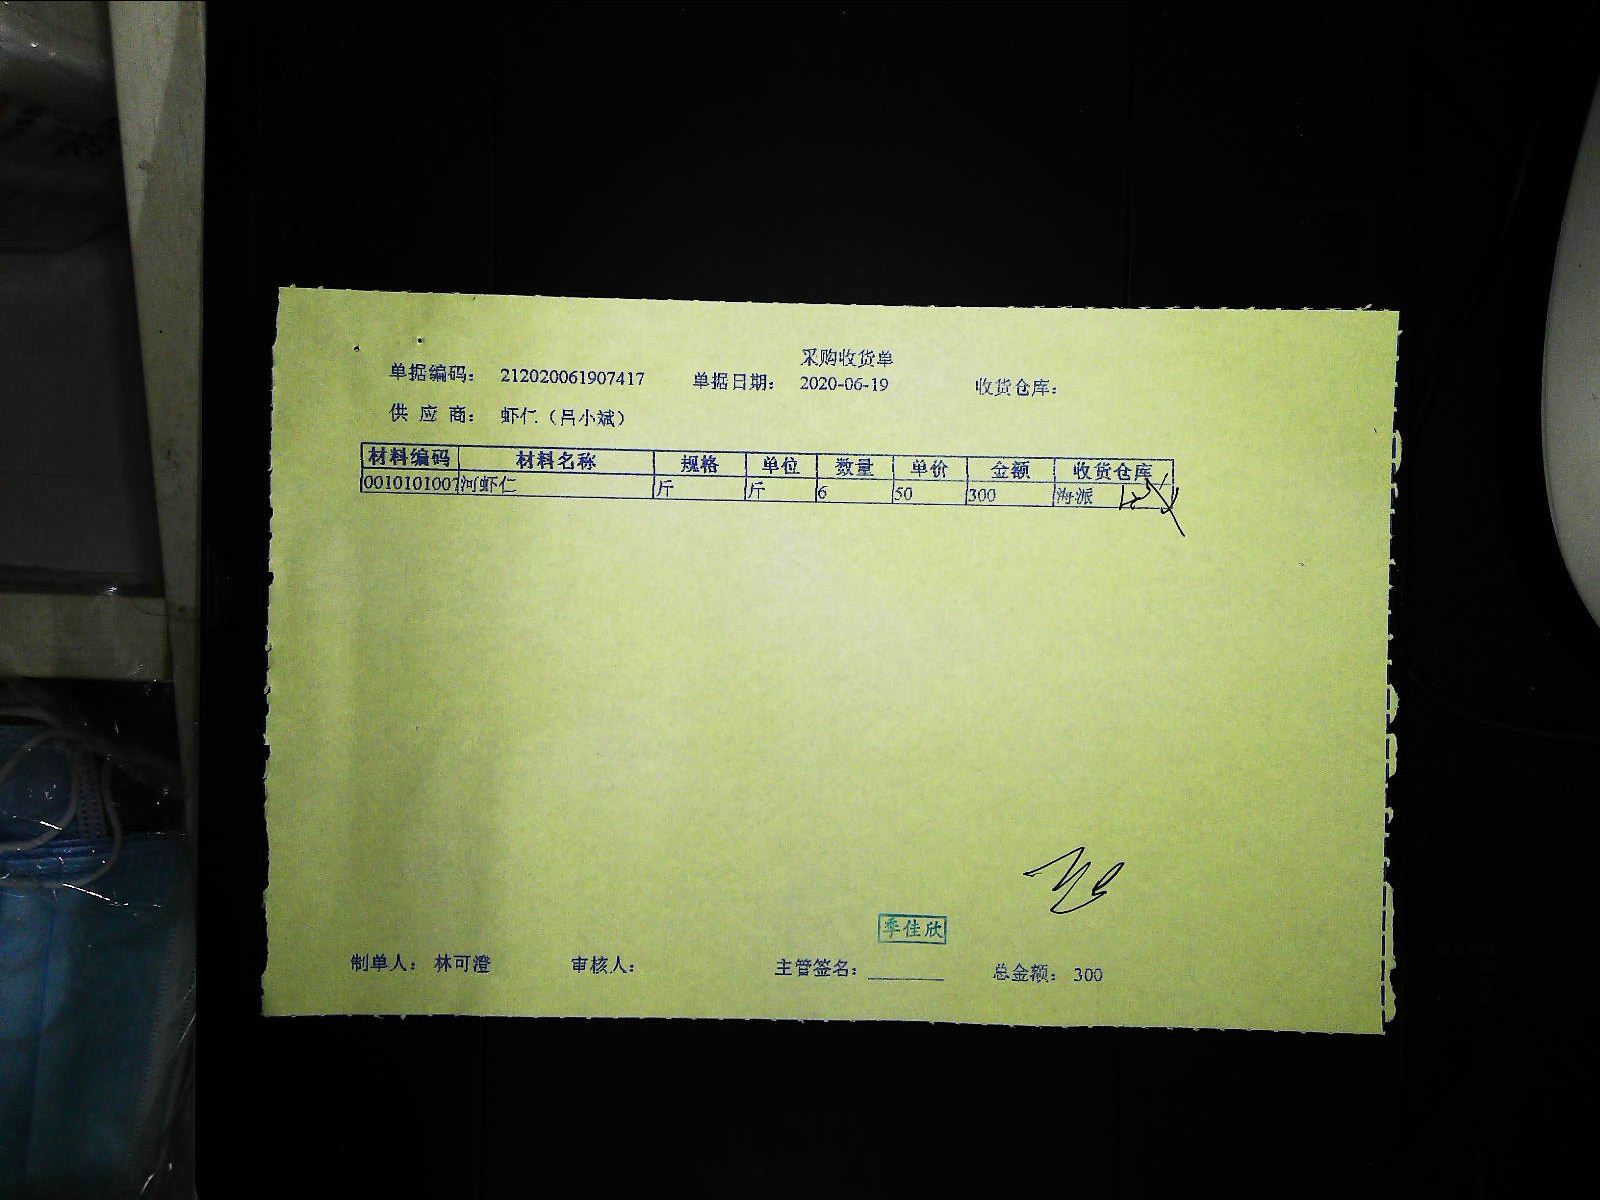 采购收货单
单据编码： 212020061907417 单据日期： 2020-06-19 收货仓库：
供 应 商： 虾仁（吕小斌）
材料编码 材料名称 规格 单位 数量 单价 金额 收货仓库
0010101007 河虾仁 斤 斤 6 50 300 海派
季佳欣
制单人： 林可澄 审核人： 主管签名： 总金额： 300